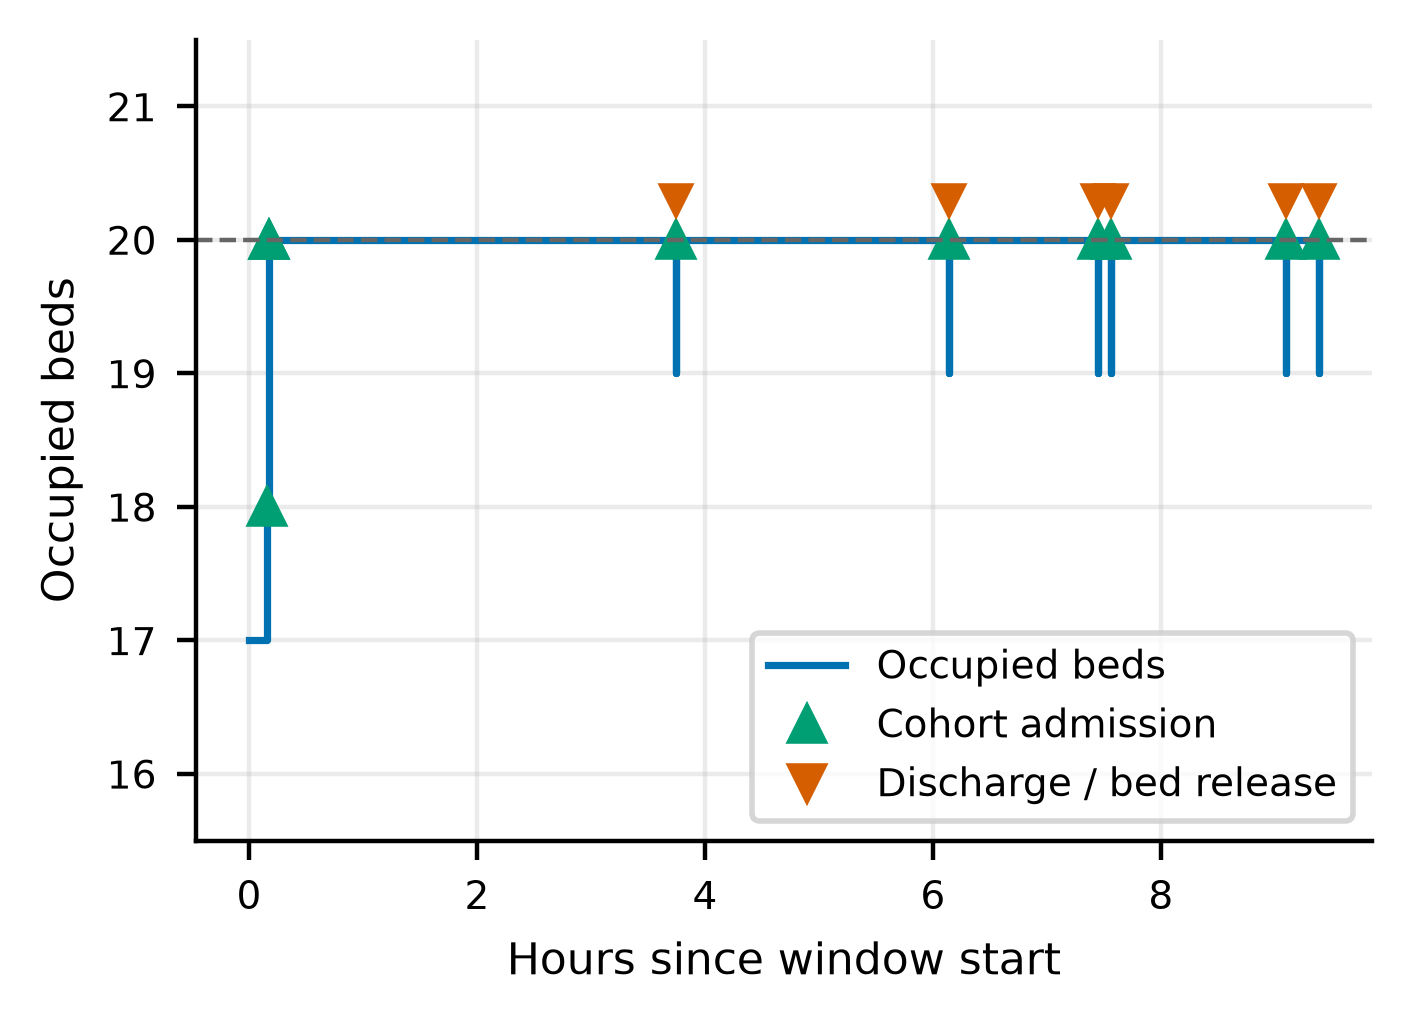 21
20
19
18
17
16
Occupied beds
0 2 4 6 8
Hours since window start
Occupied beds
Cohort admission
Discharge / bed release